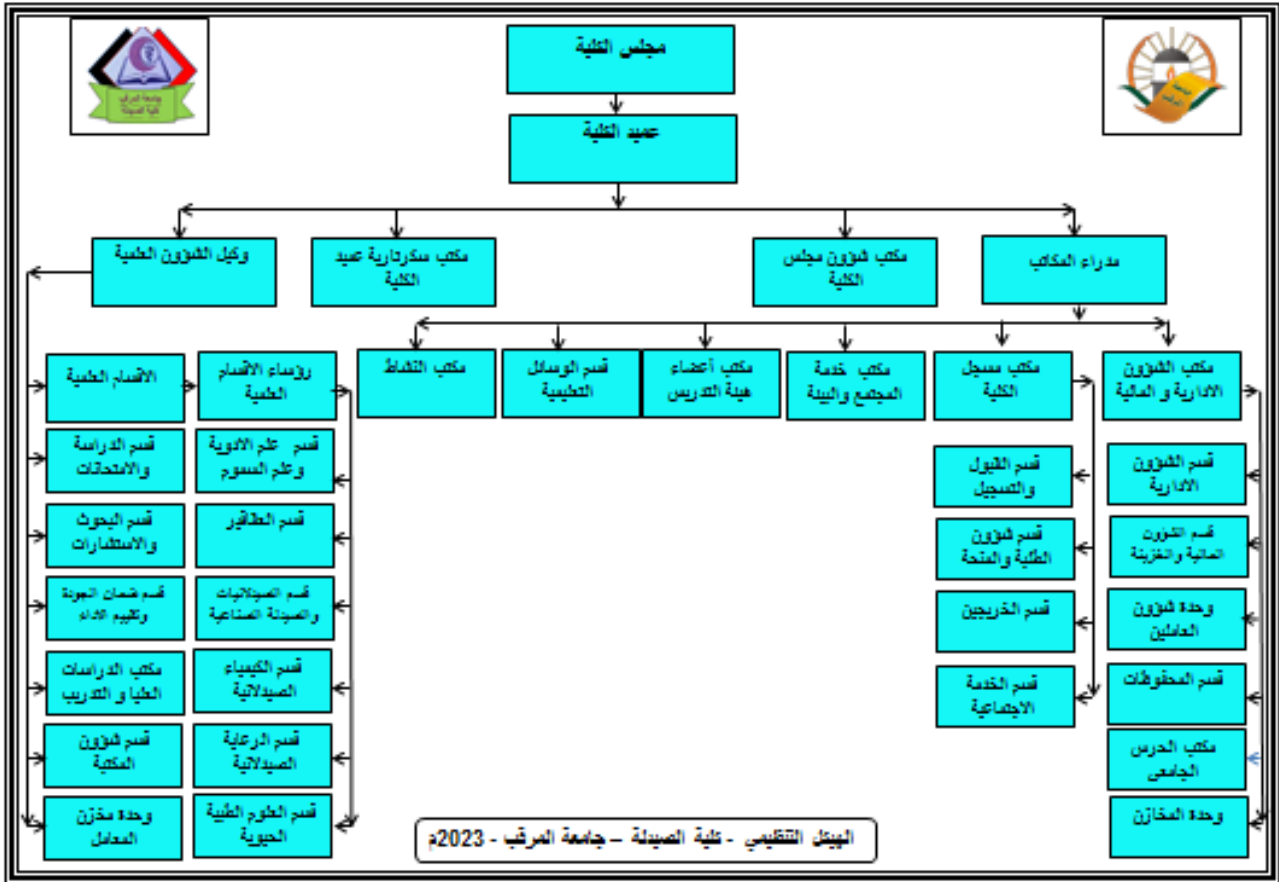 مجلس الكلية
جامعة المرقب
كلية الصيدلة
عميد الكلية
مدراء المكاتب
مكتب شؤون مجلس
الكلية
مكتب سكرتارية عميد
الكلية
وكيل الشؤون العلمية
مكتب الشؤون
الادارية و المالية
مكتب مسجل
الكلية
مكتب خدمة
المجتمع والبيئة
مكتب أعضاء
هيئة التدريس
قسم الوسائل
التعليمية
مكتب النشاط
رؤساء الاقسام
العلمية
الاقسام العلمية
قسم الشؤون
الادارية
قسم الشؤون
المالية والخزينة
وحدة شؤون
العاملين
قسم المحفوظات
مكتب الحرس
الجامعى
وحدة المخازن
قسم القبول
والتسجيل
قسم شؤون
الطلبة والمنحة
قسم الخريجين
قسم الخدمة
الاجتماعية
قسم علم الادوية
وعلم السموم
قسم العقاقير
قسم الصيدلانيات
والصيدلة الصناعية
قسم الكيمياء
الصيدلانية
قسم الرعاية
الصيدلانية
قسم العلوم الطبية
الحيوية
قسم الدراسة
والامتحانات
قسم البحوث
والاستشارات
قسم ضمان الجودة
وتقييم الاداء
مكتب الدراسات
العليا و التدريب
قسم شؤون
المكتبة
وحدة مخازن
المعامل
الهيكل التنظيمي - كلية الصيدلة – جامعة المرقب - 2023م